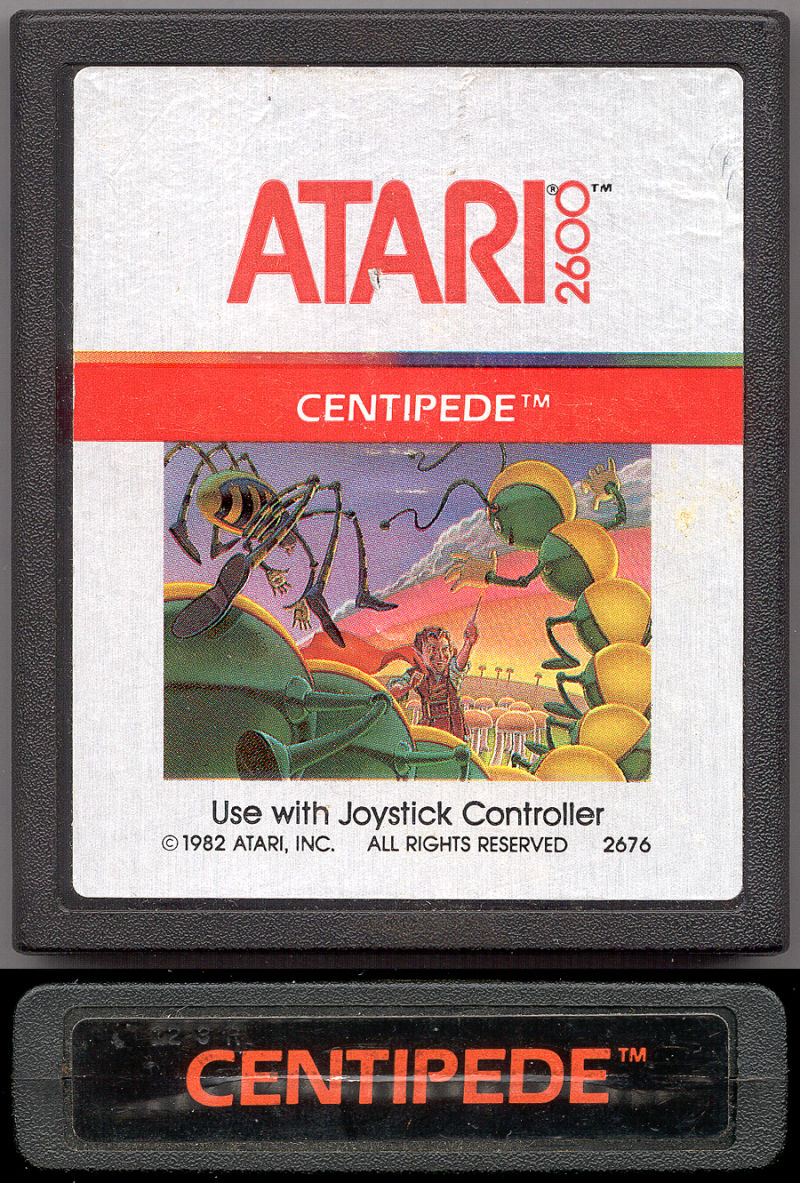 ATARI® 2600™
CENTIPEDE™
Use with Joystick Controller
©1982 ATARI, INC. ALL RIGHTS RESERVED 2676
CENTIPEDE™